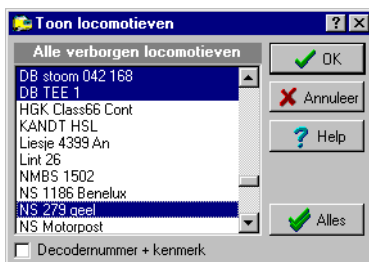 Toon locomotieven
Alle verborgen locomotieven
DB stoom 042 168
DB TEE 1
HGK Class66 Cont
KANDT HSL
Liesje 4399 An
Lint 26
NMBS 1502
NS 1186 Benelux
NS 279 geel
NS Motorpost
Decodernummer + kenmerk
OK
Annuleer
Help
Alles